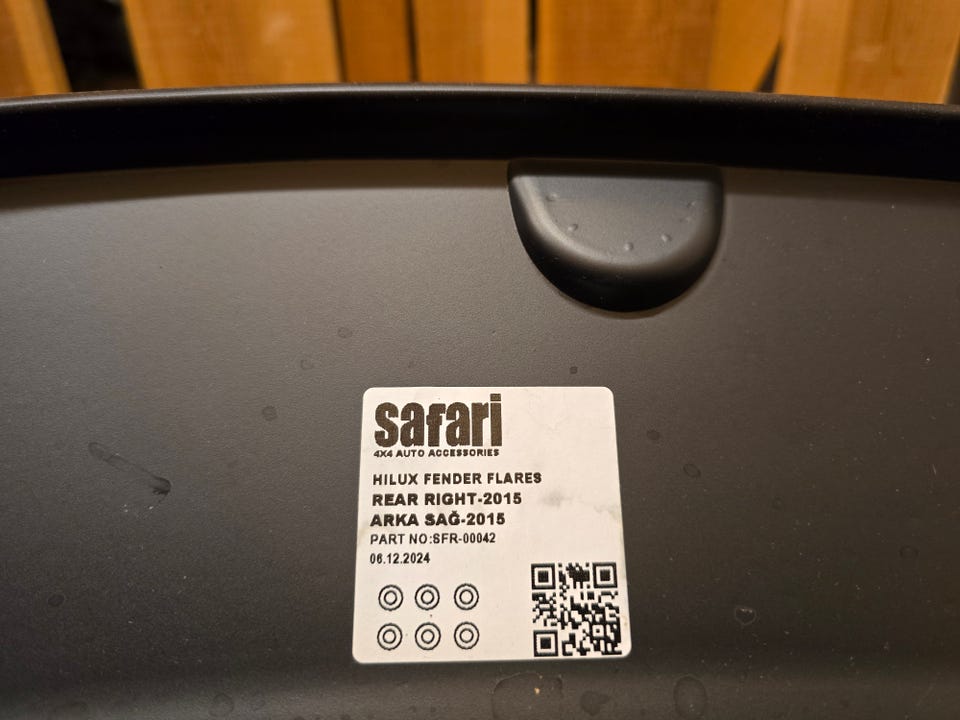 safari
4X4 AUTO ACCESSORIES
HILUX FENDER FLARES
REAR RIGHT-2015
ARKA SAĞ-2015
PART NO:SFR-00042
06.12.2024